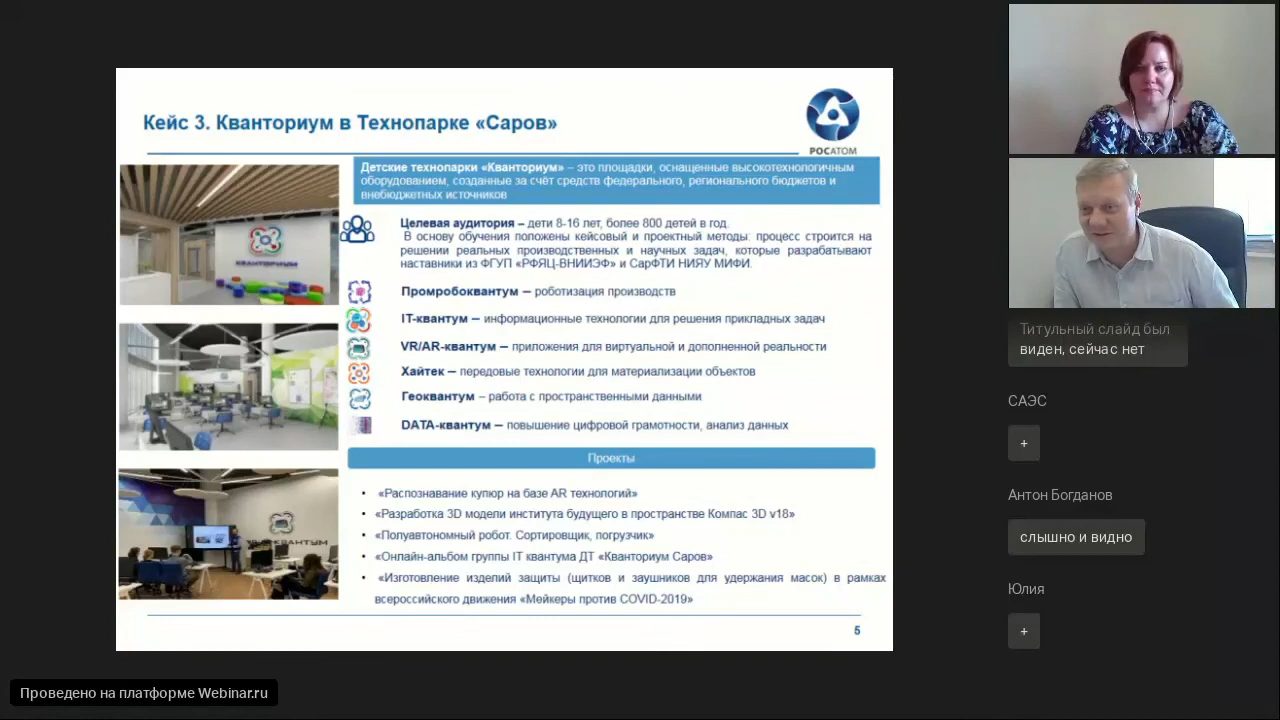 Кейс 3. Кванториум в Технопарке «Саров»
РОСАТОМ
Детские технопарки «Кванториум» – это площадки, оснащенные высокотехнологичным
оборудованием, созданные за счёт средств федерального, регионального бюджетов и
внебюджетных источников
КВАНТОРИУМ
Целевая аудитория – дети 8-16 лет, более 800 детей в год.
В основу обучения положены кейсовый и проектный методы: процесс строится на
решении реальных производственных и научных задач, которые разрабатывают
наставники из ФГУП «РФЯЦ-ВНИИЭФ» и СарФТИ НИЯУ МИФИ.
Промробоквантум – роботизация производств
IT-квантум – информационные технологии для решения прикладных задач
VR/AR-квантум – приложения для виртуальной и дополненной реальности
Хайтек – передовые технологии для материализации объектов
Геоквантум – работа с пространственными данными
DATA-квантум – повышение цифровой грамотности, анализ данных
Проекты
• «Распознавание купюр на базе AR технологий»
• «Разработка 3D модели института будущего в пространстве Компас 3D v18»
• «Полуавтономный робот. Сортировщик, погрузчик»
• «Онлайн-альбом группы IT квантума ДТ «Кванториум Саров»
• «Изготовление изделий защиты (щитков и заушников для удержания масок) в рамках
всероссийского движения «Мейкеры против COVID-2019»
5
Титульный слайд был
виден, сейчас нет
САЭС
+
Антон Богданов
слышно и видно
Юлия
+
Проведено на платформе Webinar.ru